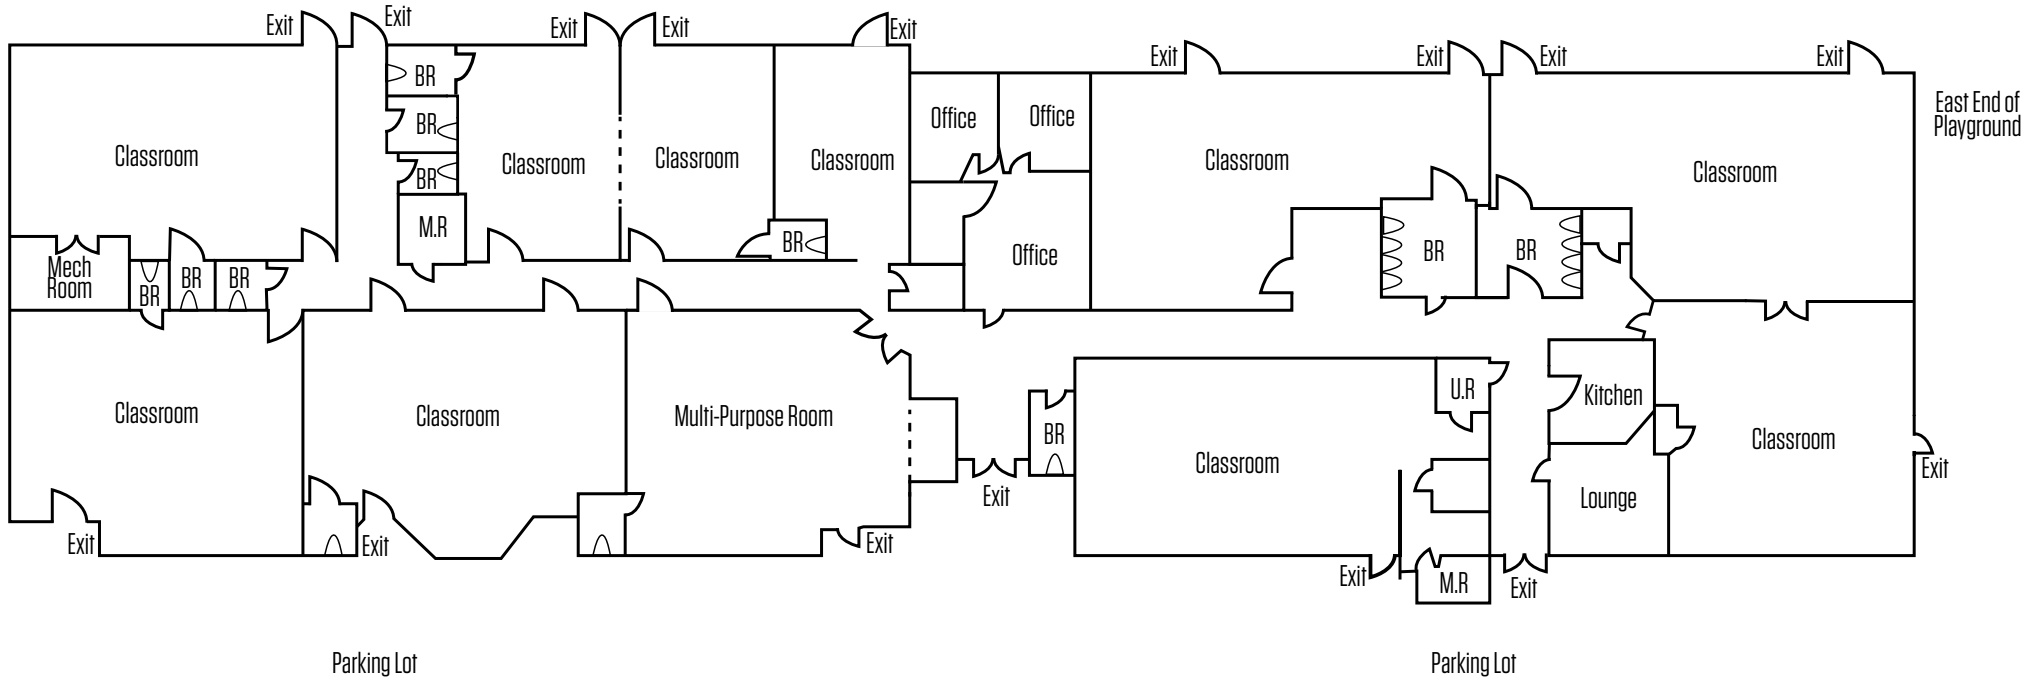 Exit
Exit
Exit
Exit
Exit
Exit
Exit
Exit
Exit
BR
BR
BR
M.R
Classroom
Classroom
Classroom
Classroom
Office
Office
Office
Classroom
Classroom
East End of
Playground
Mech
Room
BR
BR
BR
BR
BR
BR
Classroom
Classroom
Multi-Purpose Room
BR
Classroom
U.R
Kitchen
Lounge
Classroom
Exit
Exit
Exit
Exit
Exit
Exit
M.R
Exit
Parking Lot
Parking Lot